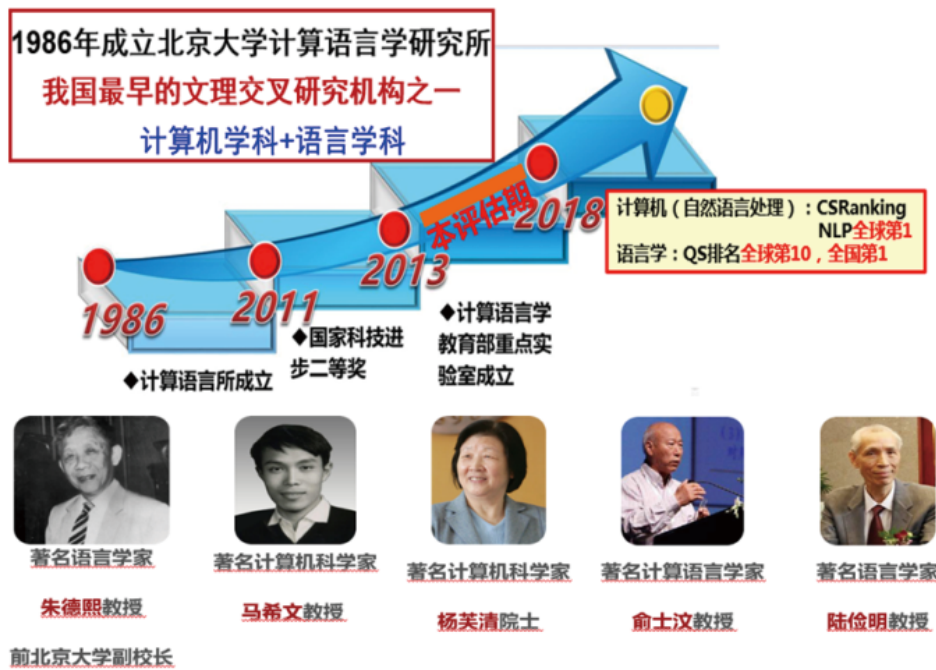 1986年成立北京大学计算语言学研究所
我国最早的文理交叉研究机构之一
计算机学科+语言学科
本评估期
1986
2011
2013
2018
计算机（自然语言处理）：CSRanking
NLP全球第1
语言学：QS排名全球第10，全国第1
◆计算语言所成立
◆国家科技进
步二等奖
◆计算语言学
教育部重点实
验室成立
著名语言学家
朱德熙教授
前北京大学副校长
著名计算机科学家
马希文教授
著名计算机科学家
杨芙清院士
著名计算语言学家
俞士汶教授
著名语言学家
陆俭明教授